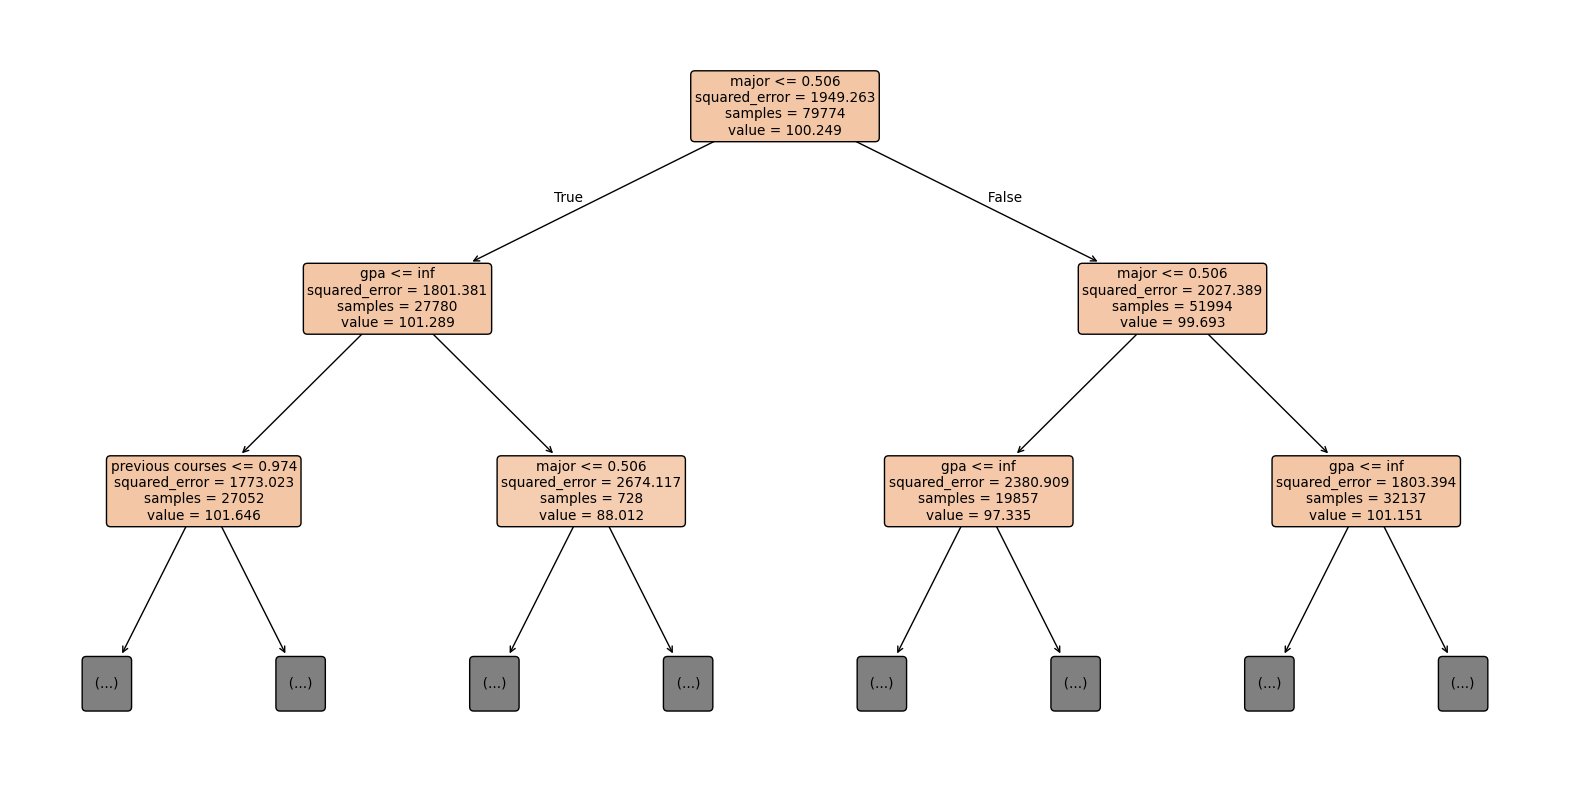 major <= 0.506
squared_error = 1949.263
samples = 79774
value = 100.249
True
False
gpa <= inf
squared_error = 1801.381
samples = 27780
value = 101.289
major <= 0.506
squared_error = 2027.389
samples = 51994
value = 99.693
previous courses <= 0.974
squared_error = 1773.023
samples = 27052
value = 101.646
major <= 0.506
squared_error = 2674.117
samples = 728
value = 88.012
gpa <= inf
squared_error = 2380.909
samples = 19857
value = 97.335
gpa <= inf
squared_error = 1803.394
samples = 32137
value = 101.151
(...)
(...)
(...)
(...)
(...)
(...)
(...)
(...)